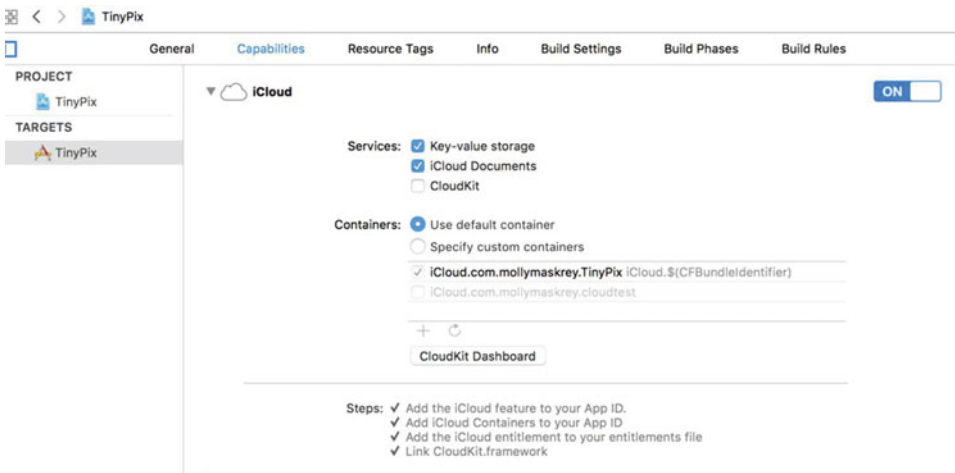 TinyPix
General Capabilities Resource Tags Info Build Settings Build Phases Build Rules
PROJECT
TinyPix
TARGETS
TinyPix
iCloud
ON
Services: Key-value storage
iCloud Documents
CloudKit
Containers: Use default container
Specify custom containers
iCloud.com.mollymaskrey.TinyPix iCloud.$(CFBundleIdentifier)
iCloud.com.mollymaskrey.cloudtest
CloudKit Dashboard
Steps: ✓ Add the iCloud feature to your App ID.
✓ Add iCloud Containers to your App ID
✓ Add the iCloud entitlement to your entitlements file
✓ Link CloudKit.framework